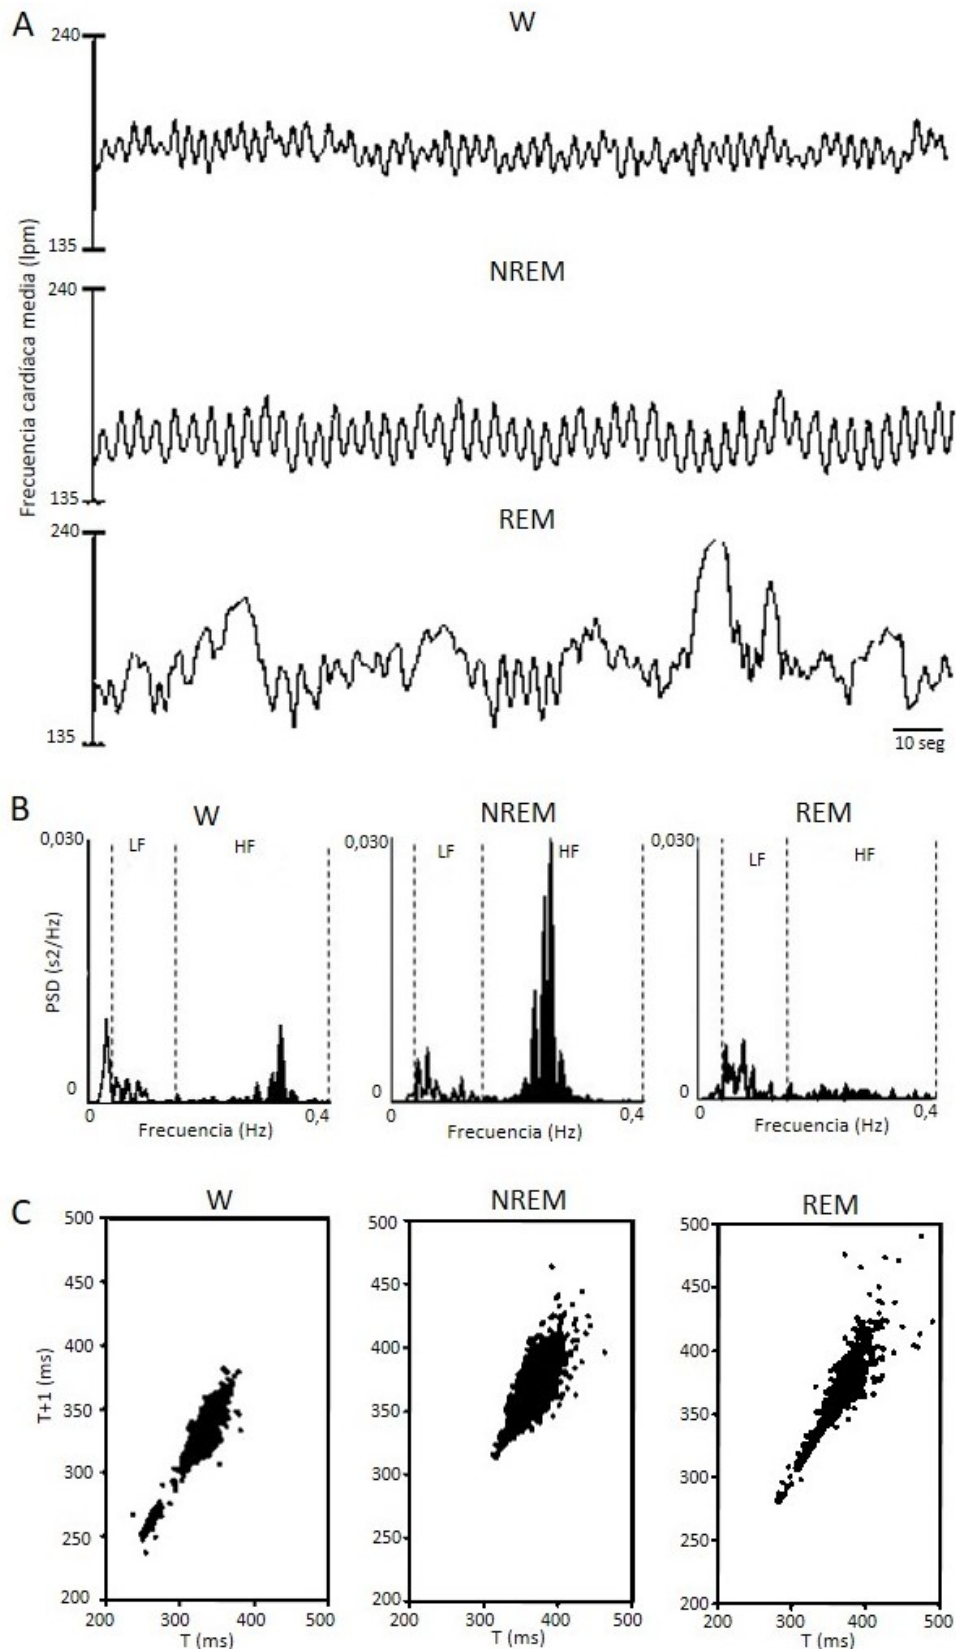 A
W
240
135
NREM
240
135
REM
240
135
Frecuencia cardíaca media (lpm)
10 seg
B
W
NREM
REM
0,030
LF
HF
0,030
LF
HF
0,030
LF
HF
PSD (s2/Hz)
0
0
0
0
0,4
0
0,4
0
0,4
Frecuencia (Hz)
Frecuencia (Hz)
Frecuencia (Hz)
C
W
NREM
REM
500
450
400
350
300
250
200
T+1 (ms)
200
300
400
500
T (ms)
500
450
400
350
300
250
200
200
300
400
500
T (ms)
500
450
400
350
300
250
200
200
300
400
500
T (ms)